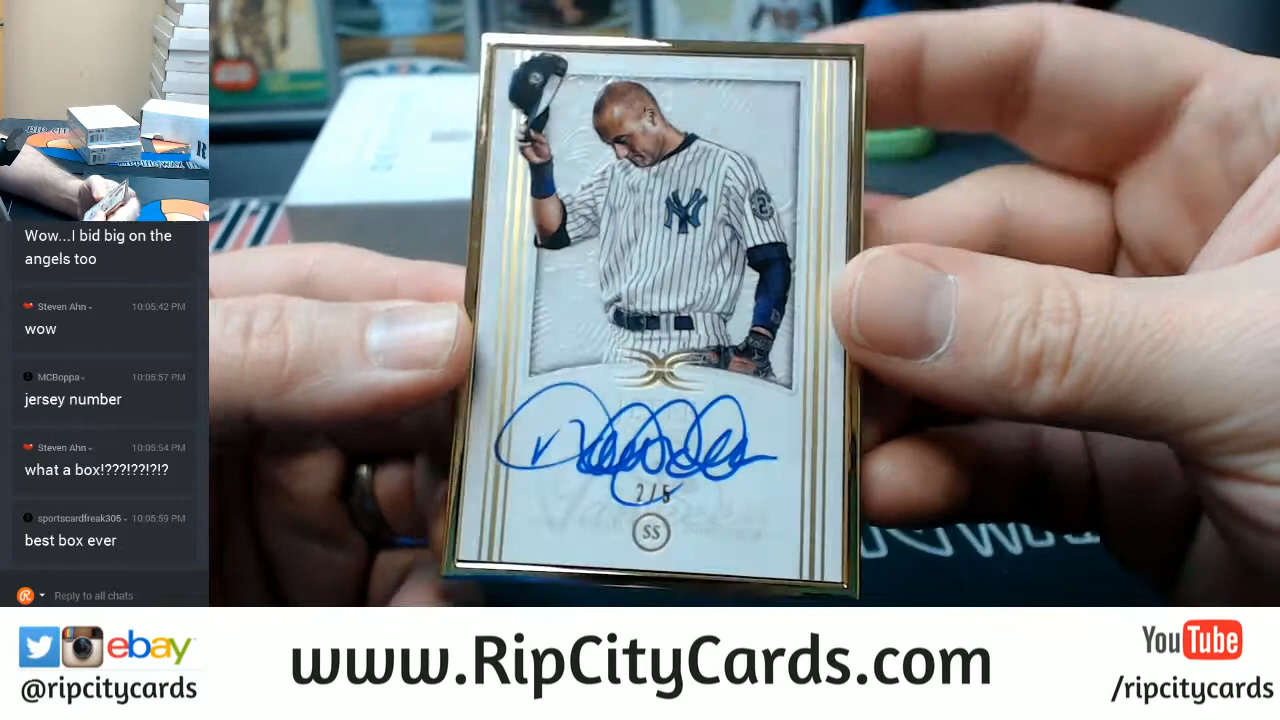 Wow...I bid big on the
angels too
Steven Ahn
10:05:42 PM
wow
MCBoppa
10:05:57 PM
jersey number
Steven Ahn
10:05:54 PM
what a box!???!??!?!?
sportscardfreak305
10:05:59 PM
best box ever
Reply to all chats
NY
2
2/5
SS
ebay
@ripcitycards
www.RipCityCards.com
YouTube
/ripcitycards